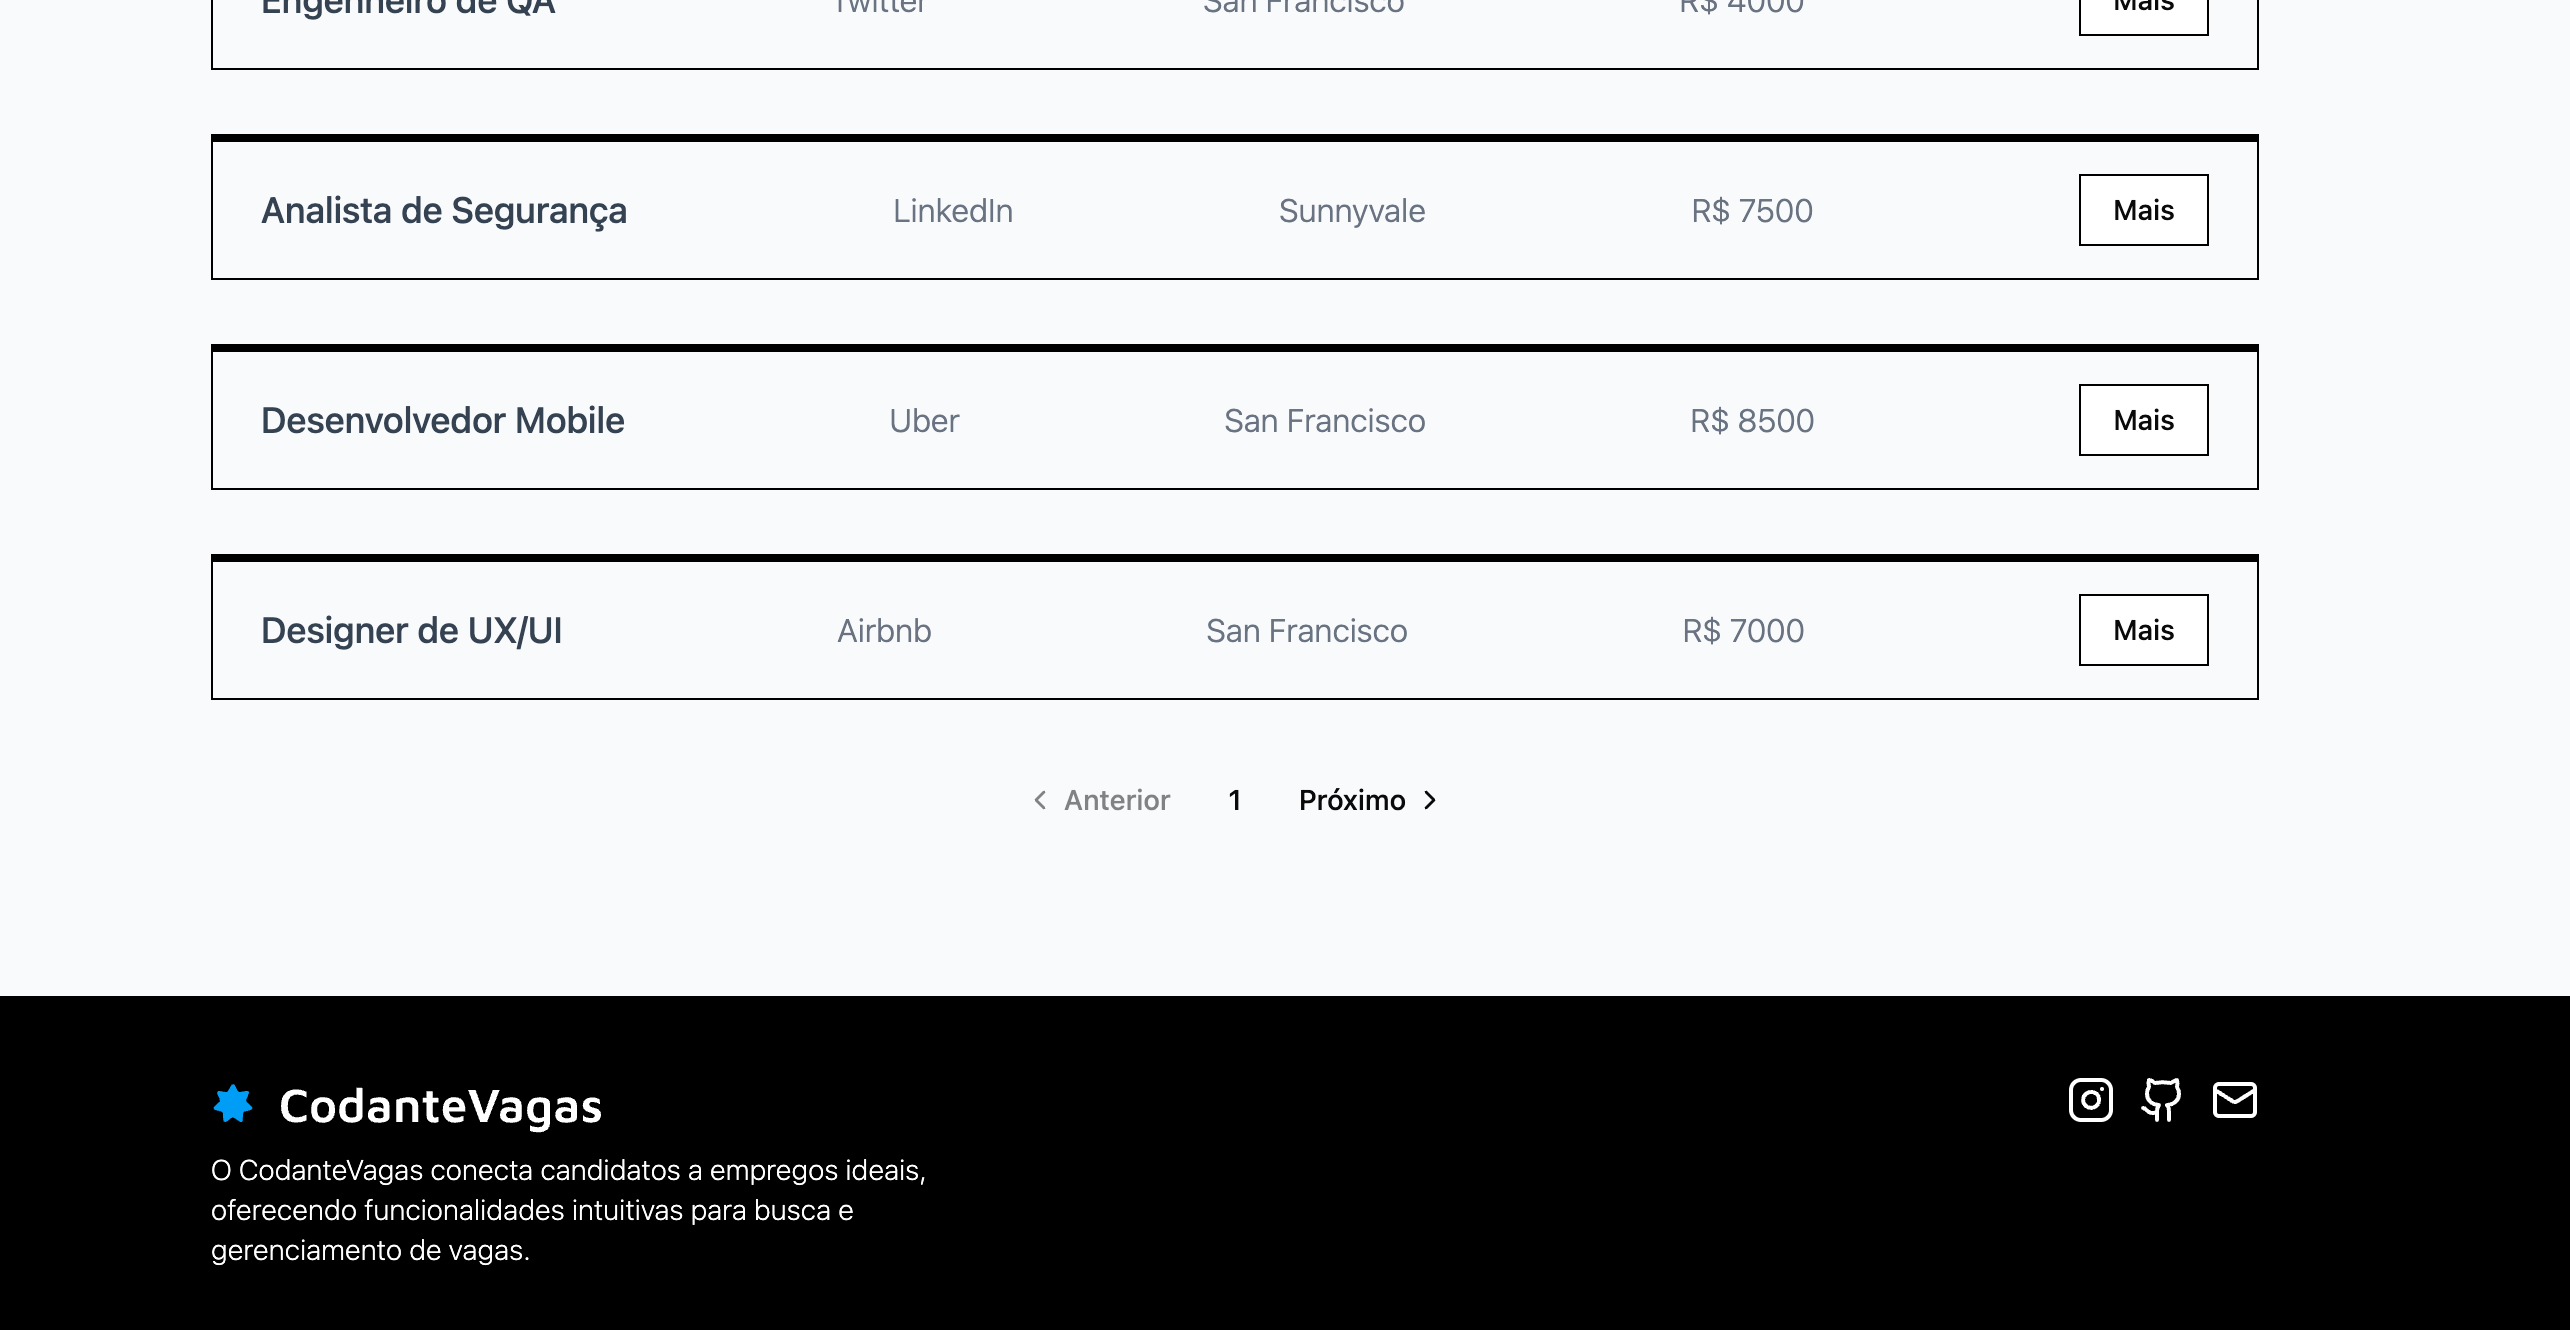 Engenheiro de QA Twitter San Francisco R$ 4000 Mais
Analista de Segurança LinkedIn Sunnyvale R$ 7500 Mais
Desenvolvedor Mobile Uber San Francisco R$ 8500 Mais
Designer de UX/UI Airbnb San Francisco R$ 7000 Mais
Anterior 1 Próximo
CodanteVagas
O CodanteVagas conecta candidatos a empregos ideais,
oferecendo funcionalidades intuitivas para busca e
gerenciamento de vagas.